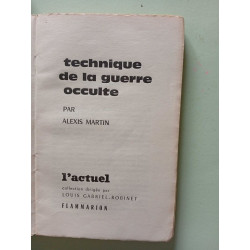 technique
de la guerre
occulte
PAR
ALEXIS MARTIN
l'actuel
collection dirigée par
LOUIS GABRIEL-ROBINET
FLAMMARION